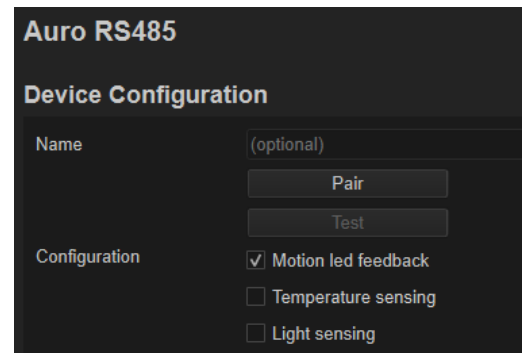 Auro RS485
Device Configuration
Name (optional)
Pair
Test
Configuration Motion led feedback
Temperature sensing
Light sensing